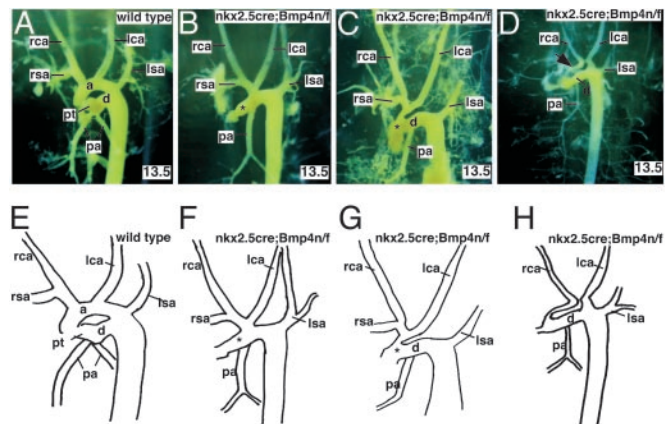 A
wild type
rca
lca
rsa
a
d
lsa
pt
pa
13.5
B
nkx2.5cre;Bmp4n/f
rca
lca
rsa
lsa
*
pa
13.5
C
nkx2.5cre;Bmp4n/f
rca
lca
rsa
lsa
*
d
pa
13.5
D
nkx2.5cre;Bmp4n/f
rca
lca
lsa
d
pa
13.5
E
wild type
rca
lca
rsa
a
lsa
pt
d
pa
F
nkx2.5cre;Bmp4n/f
rca
lca
rsa
lsa
*
pa
G
nkx2.5cre;Bmp4n/f
rca
lca
rsa
*
d
lsa
pa
H
nkx2.5cre;Bmp4n/f
rca
lca
d
lsa
pa